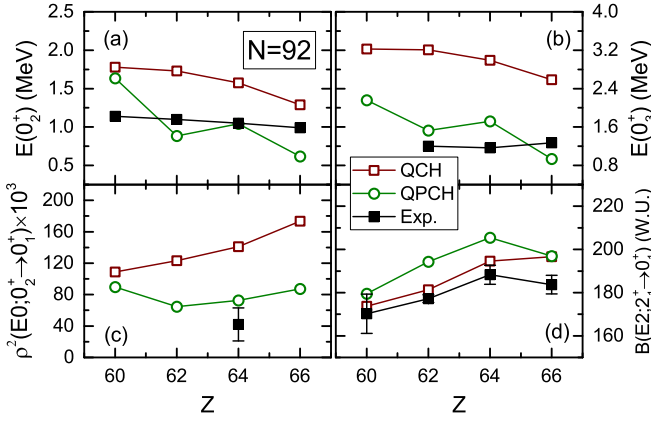 2.5
2.0
1.5
1.0
0.5
E(0₂⁺) (MeV)
(a)
N=92
(b)
4.0
3.2
2.4
1.6
0.8
E(0₃⁺) (MeV)
QCH
QPCH
Exp.
200
160
120
80
40
0
ρ²(E0;0₂⁺→0₁⁺)×10³
(c)
60 62 64 66
Z
(d)
220
200
180
160
B(E2;2₁⁺→0₁⁺) (W.U.)
60 62 64 66
Z